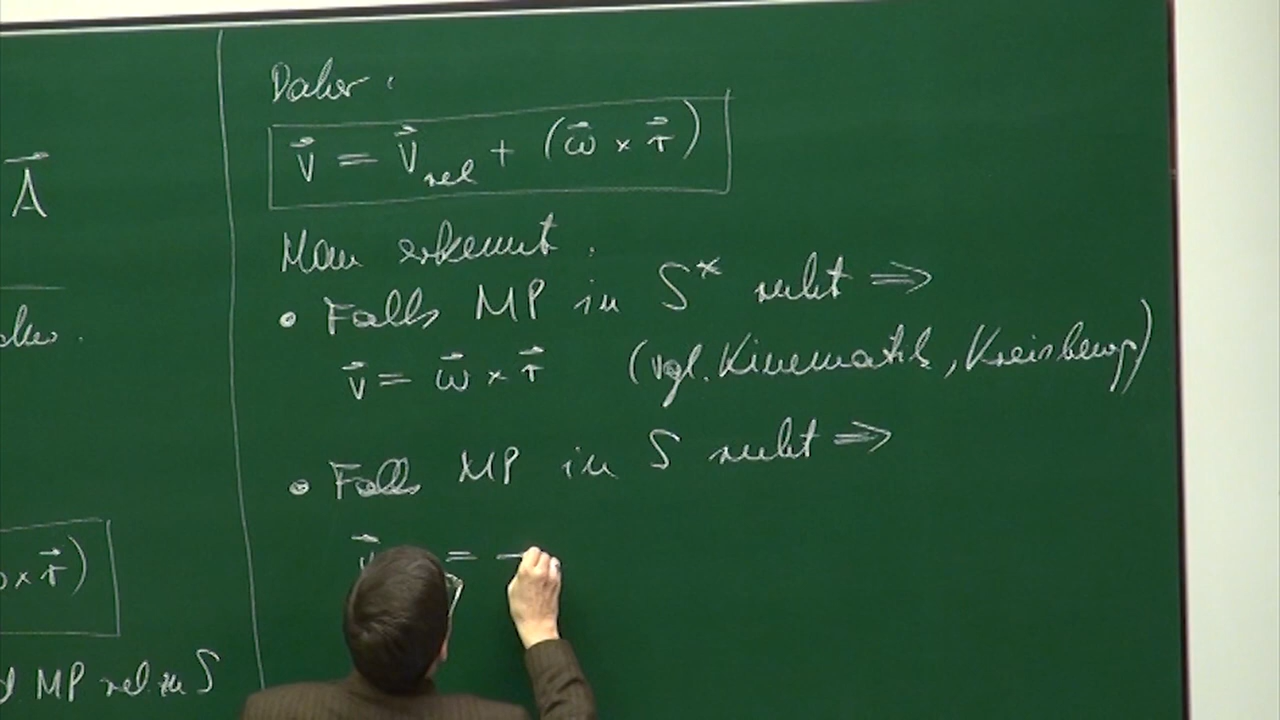 A⃗
× r⃗)
MP rel. zu S
Daher:
v⃗ = v⃗_rel + (ω⃗ × r⃗)
Man erkennt:
• Falls MP in S* ruht ⇒
v⃗ = ω⃗ × r⃗ (vgl. Kinematik, Kreisbewg)
• Falls MP in S ruht ⇒
= –